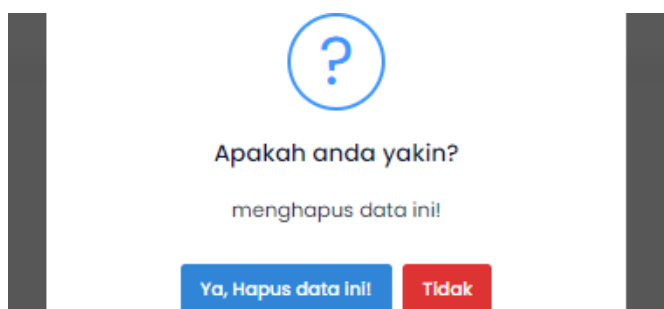 ?
Apakah anda yakin?
menghapus data ini!
Ya, Hapus data ini! Tidak